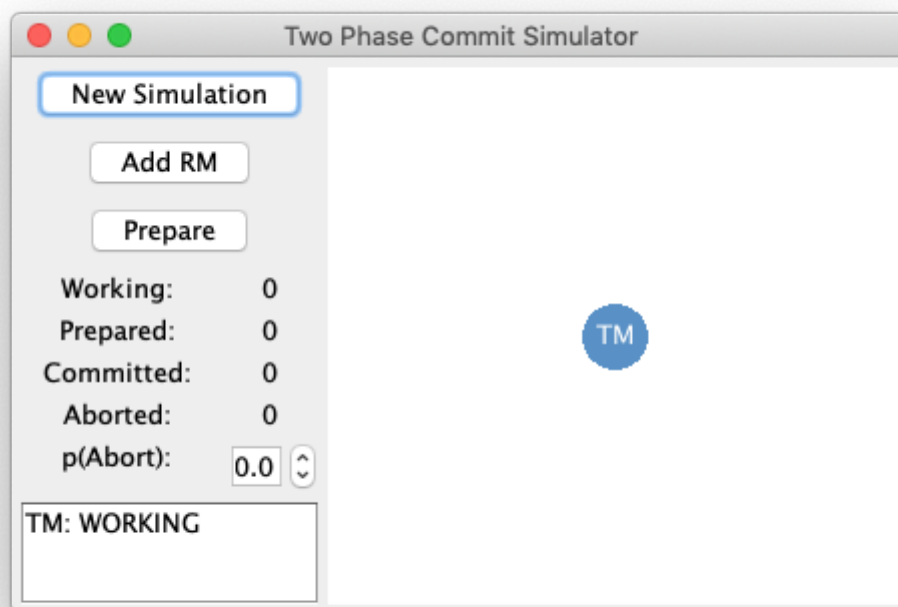 Two Phase Commit Simulator
New Simulation
Add RM
Prepare
Working: 0
Prepared: 0
Committed: 0
Aborted: 0
p(Abort): 0.0
TM: WORKING
TM